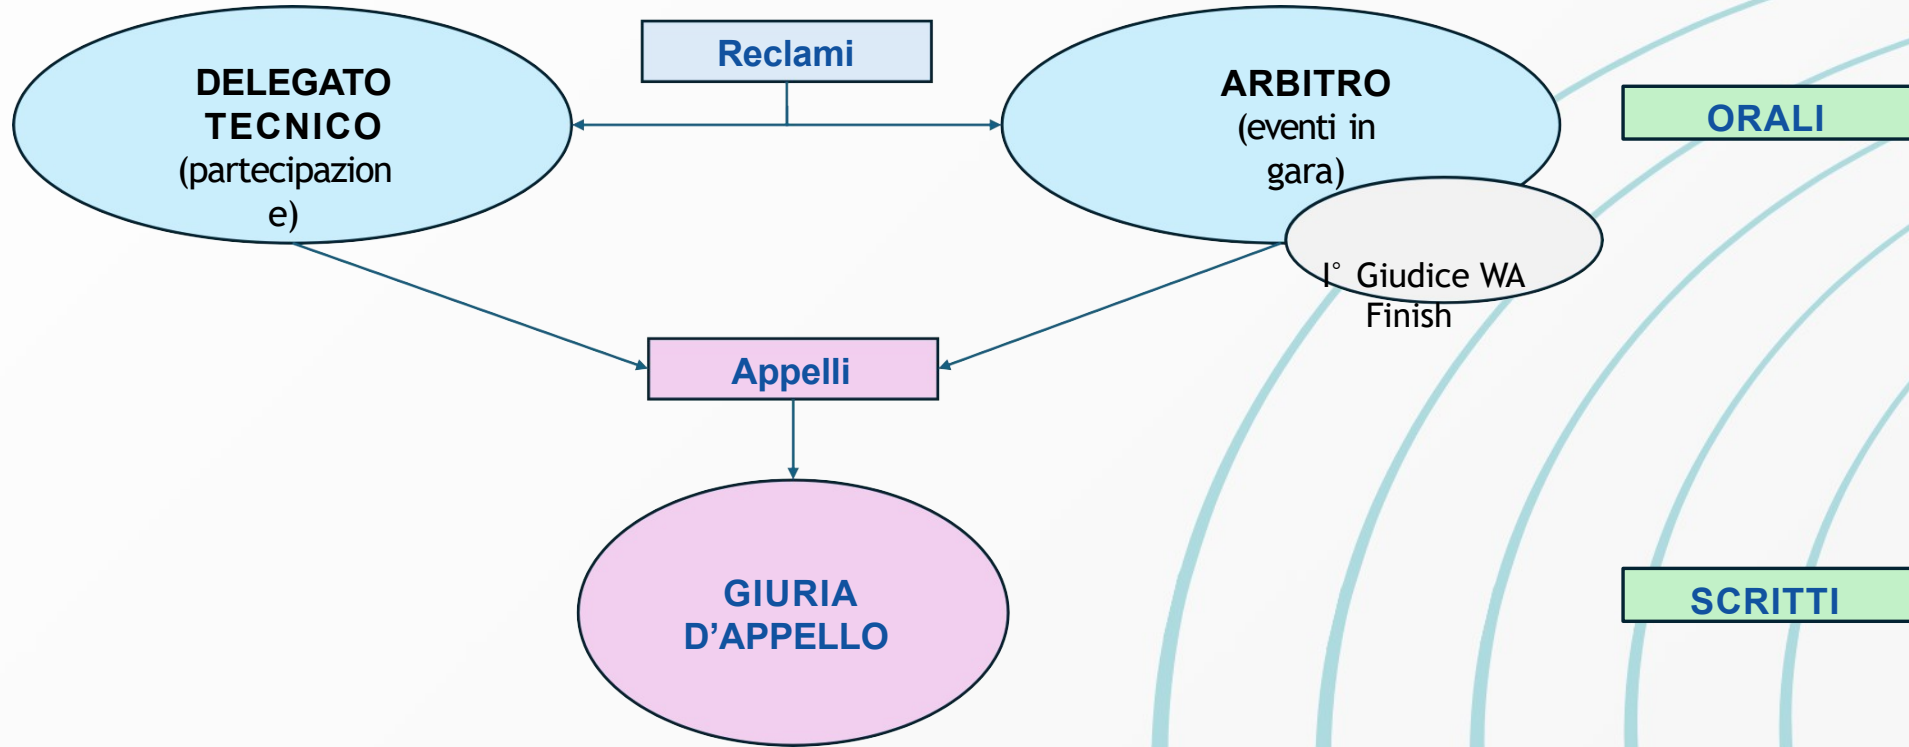 Reclami
DELEGATO
TECNICO
(partecipazion
e)
ARBITRO
(eventi in
gara)
ORALI
I° Giudice WA
Finish
Appelli
GIURIA
D’APPELLO
SCRITTI